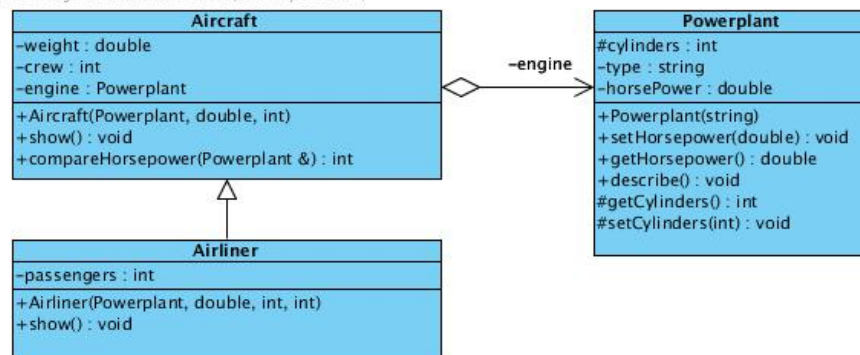 Aircraft
-weight : double
-crew : int
-engine : Powerplant
+Aircraft(Powerplant, double, int)
+show() : void
+compareHorsepower(Powerplant &) : int
-engine
Powerplant
#cylinders : int
-type : string
-horsePower : double
+Powerplant(string)
+setHorsepower(double) : void
+getHorsepower() : double
+describe() : void
#getCylinders() : int
#setCylinders(int) : void
Airliner
-passengers : int
+Airliner(Powerplant, double, int, int)
+show() : void